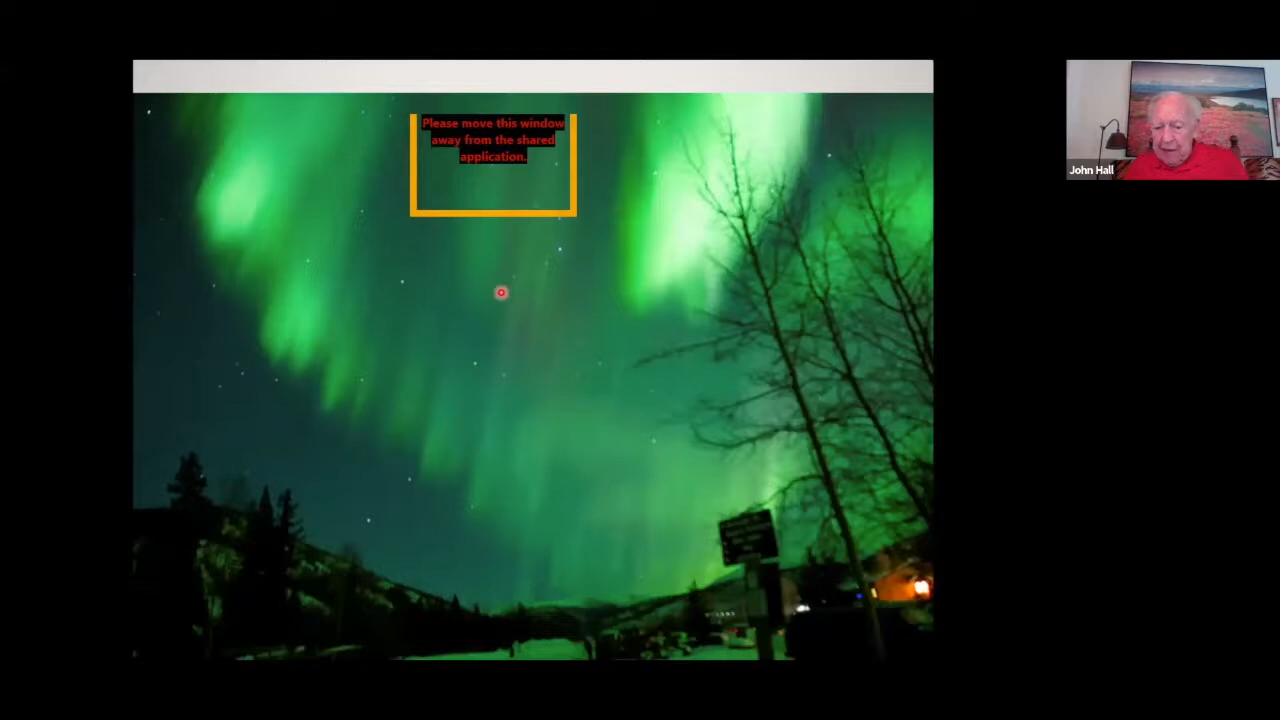 Please move this window
away from the shared
application.
John Hall